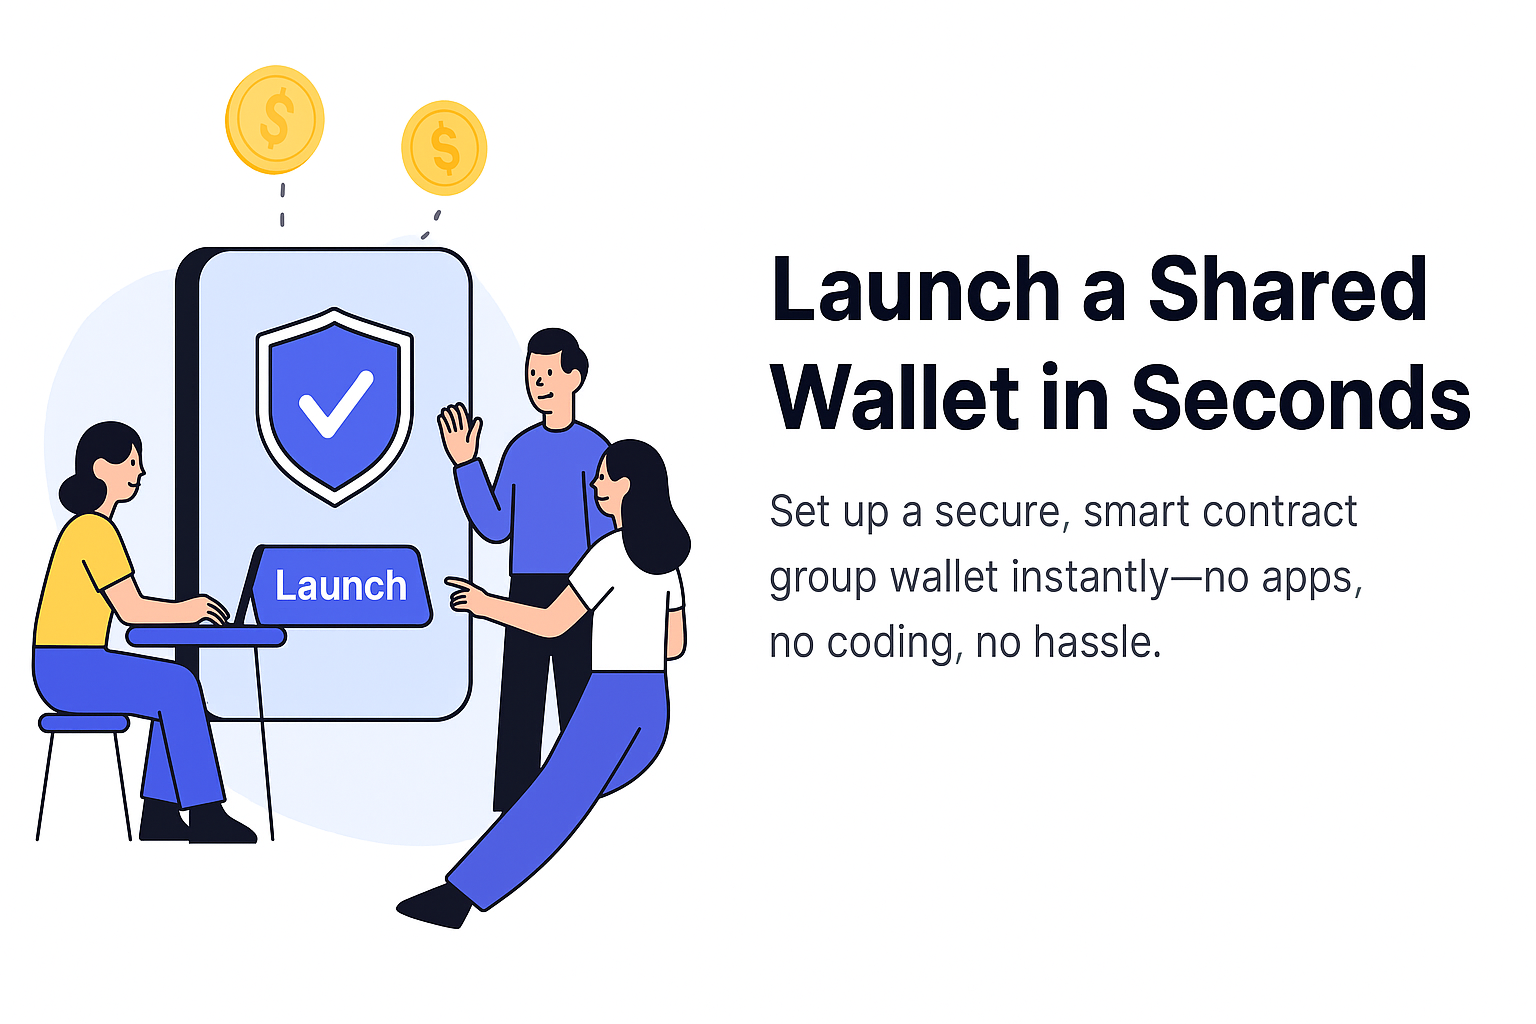 $
$
Launch
Launch a Shared
Wallet in Seconds
Set up a secure, smart contract
group wallet instantly—no apps,
no coding, no hassle.